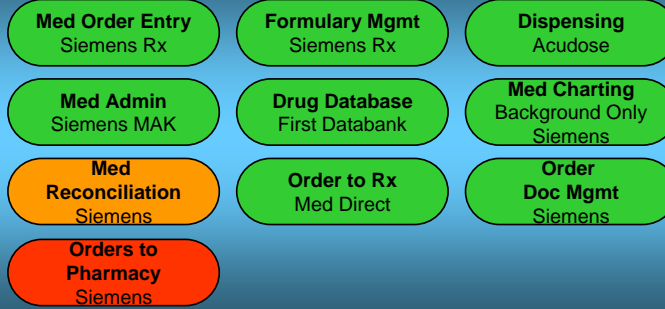 Med Order Entry
Siemens Rx
Formulary Mgmt
Siemens Rx
Dispensing
Acudose
Med Admin
Siemens MAK
Drug Database
First Databank
Med Charting
Background Only
Siemens
Med
Reconciliation
Siemens
Order to Rx
Med Direct
Order
Doc Mgmt
Siemens
Orders to
Pharmacy
Siemens